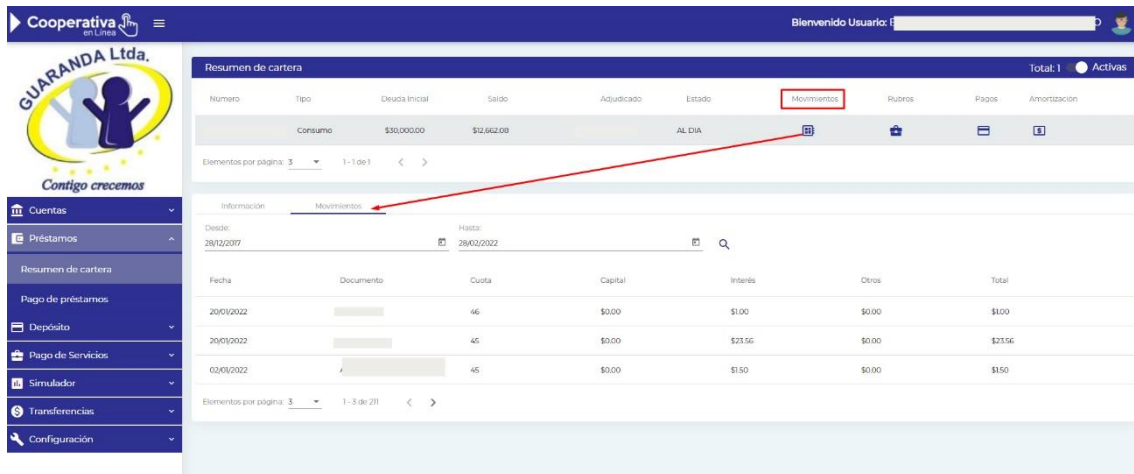 Cooperativa
en Línea
Bienvenido Usuario:
GUARANDA Ltda.
Contigo crecemos
Cuentas
Préstamos
Resumen de cartera
Pago de préstamos
Depósito
Pago de Servicios
Simulador
Transferencias
Configuración
Resumen de cartera Total: 1 Activas
Número Tipo Deuda Inicial Saldo Adjudicado Estado Movimientos Rubros Pagos Amortización
Consumo $30,000.00 $12,662.08 AL DIA
Elementos por página: 3 1 - 1 de 1
Información Movimientos
Desde: Hasta:
28/12/2017 28/02/2022
Fecha Documento Cuota Capital Interés Otros Total
20/01/2022 46 $0.00 $1.00 $0.00 $1.00
20/01/2022 45 $0.00 $23.56 $0.00 $23.56
02/01/2022 45 $0.00 $1.50 $0.00 $1.50
Elementos por página: 3 1 - 3 de 211